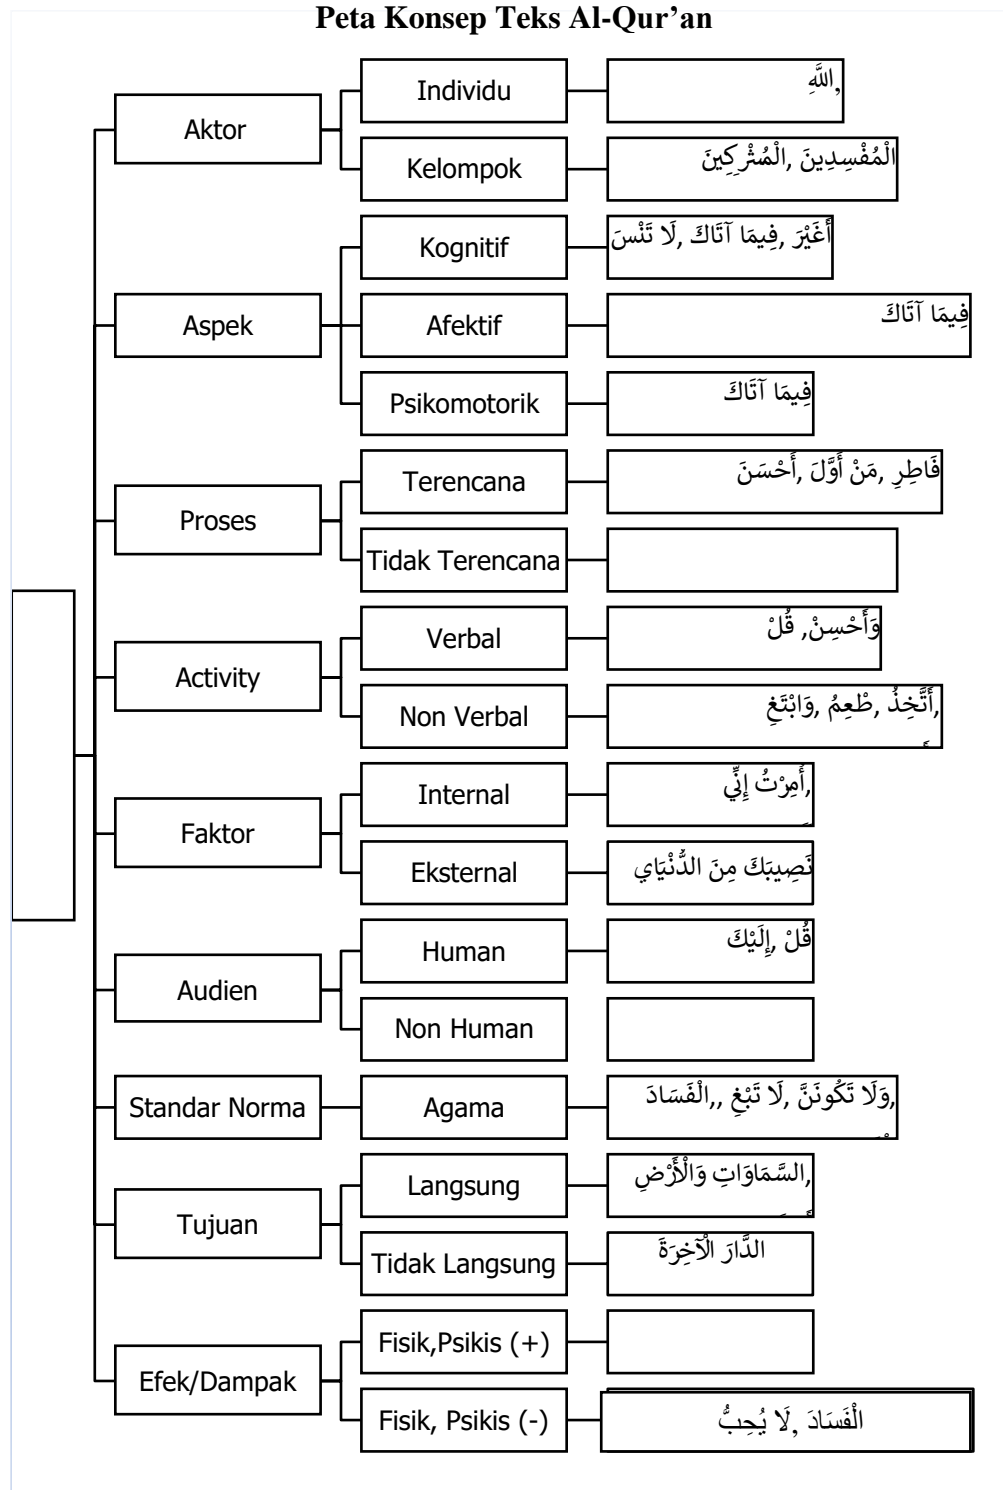 Peta Konsep Teks Al-Qur’an
Aktor
Individu
اللَّهِ,
Kelompok
الْمُفْسِدِينَ ,الْمُشْرِكِينَ
Aspek
Kognitif
أَغَيْرَ ,فِيمَا آتَاكَ ,لَا تَنْسَ
Afektif
فِيمَا آتَاكَ
Psikomotorik
فِيمَا آتَاكَ
Proses
Terencana
فَاطِرِ ,مَنْ أَوَّلَ ,أَحْسَنَ
Tidak Terencana
Activity
Verbal
وَأَحْسِنْ, قُلْ
Non Verbal
,أَتَّخِذُ ,طْعِمُ ,وَابْتَغِ
Faktor
Internal
,أُمِرْتُ إِنِّي
Eksternal
نَصِيبَكَ مِنَ الدُّنْيَاي
Audien
Human
قُلْ ,إِلَيْكَ
Non Human
Standar Norma
Agama
,وَلَا تَكُونَنَّ ,لَا تَبْغِ ,,الْفَسَادَ
Tujuan
Langsung
,السَّمَاوَاتِ وَالْأَرْضِ
Tidak Langsung
الدَّارَ الْآخِرَةَ
Efek/Dampak
Fisik,Psikis (+)
Fisik, Psikis (-)
الْفَسَادَ ,لَا يُحِبُّ